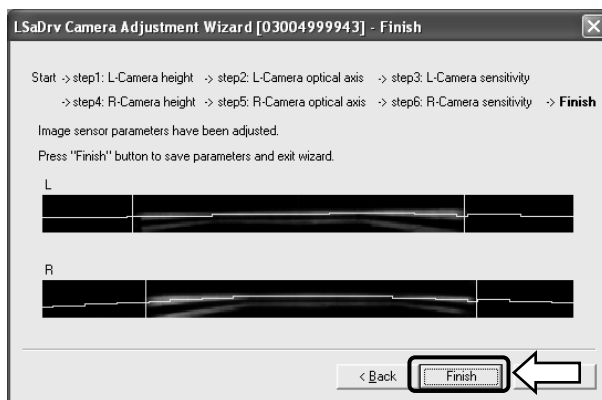 LSaDrv Camera Adjustment Wizard [03004999943] - Finish
Start -> step1: L-Camera height -> step2: L-Camera optical axis -> step3: L-Camera sensitivity
-> step4: R-Camera height -> step5: R-Camera optical axis -> step6: R-Camera sensitivity -> Finish
Image sensor parameters have been adjusted.
Press "Finish" button to save parameters and exit wizard.
L
R
< Back Finish